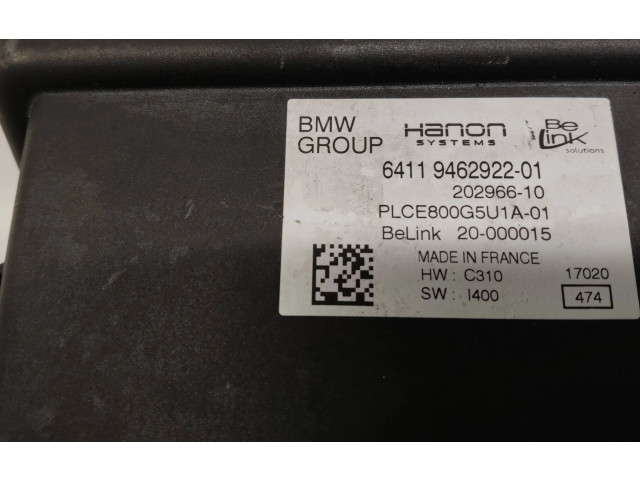 BMW GROUP
Hanon SYSTEMS
Be Link solutions
6411 9462922-01
202966-10
PLCE800G5U1A-01
BeLink 20-000015
MADE IN FRANCE
HW : C310 17020
SW : I400 474